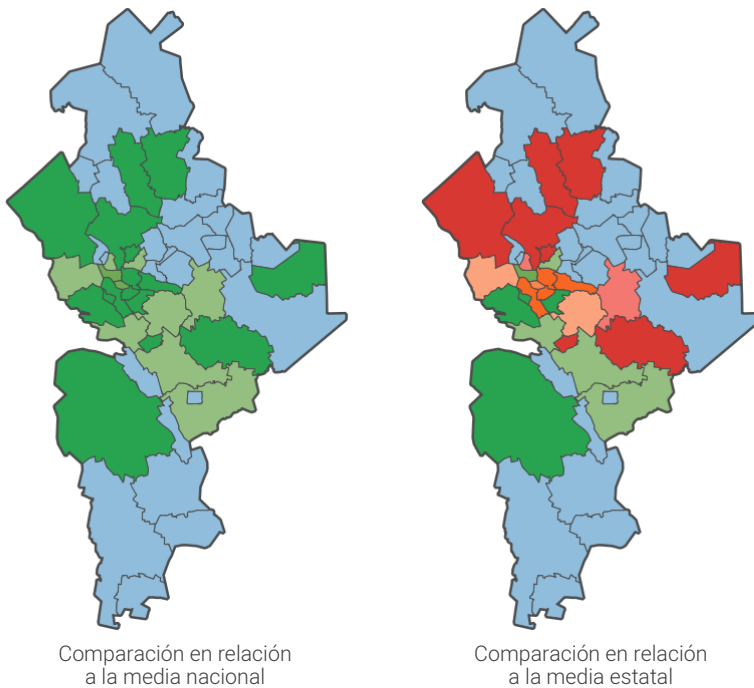 Comparación en relación
a la media nacional
Comparación en relación
a la media estatal